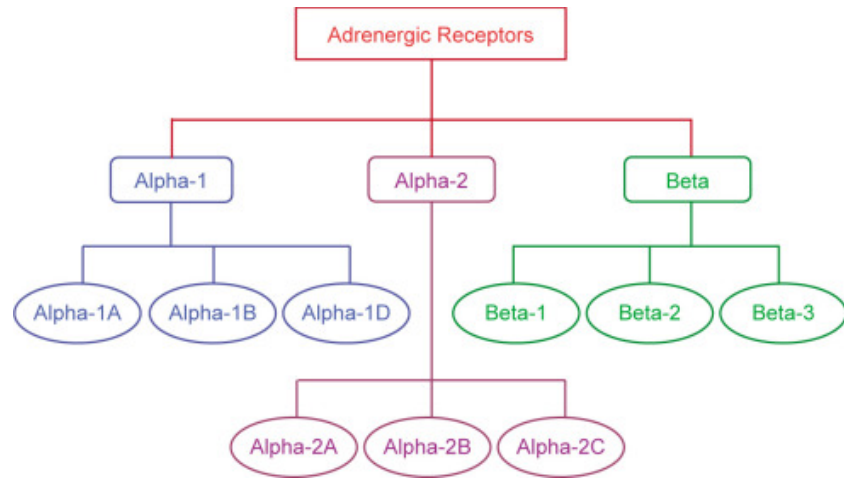 Adrenergic Receptors
Alpha-1
Alpha-2
Beta
Alpha-1A
Alpha-1B
Alpha-1D
Beta-1
Beta-2
Beta-3
Alpha-2A
Alpha-2B
Alpha-2C